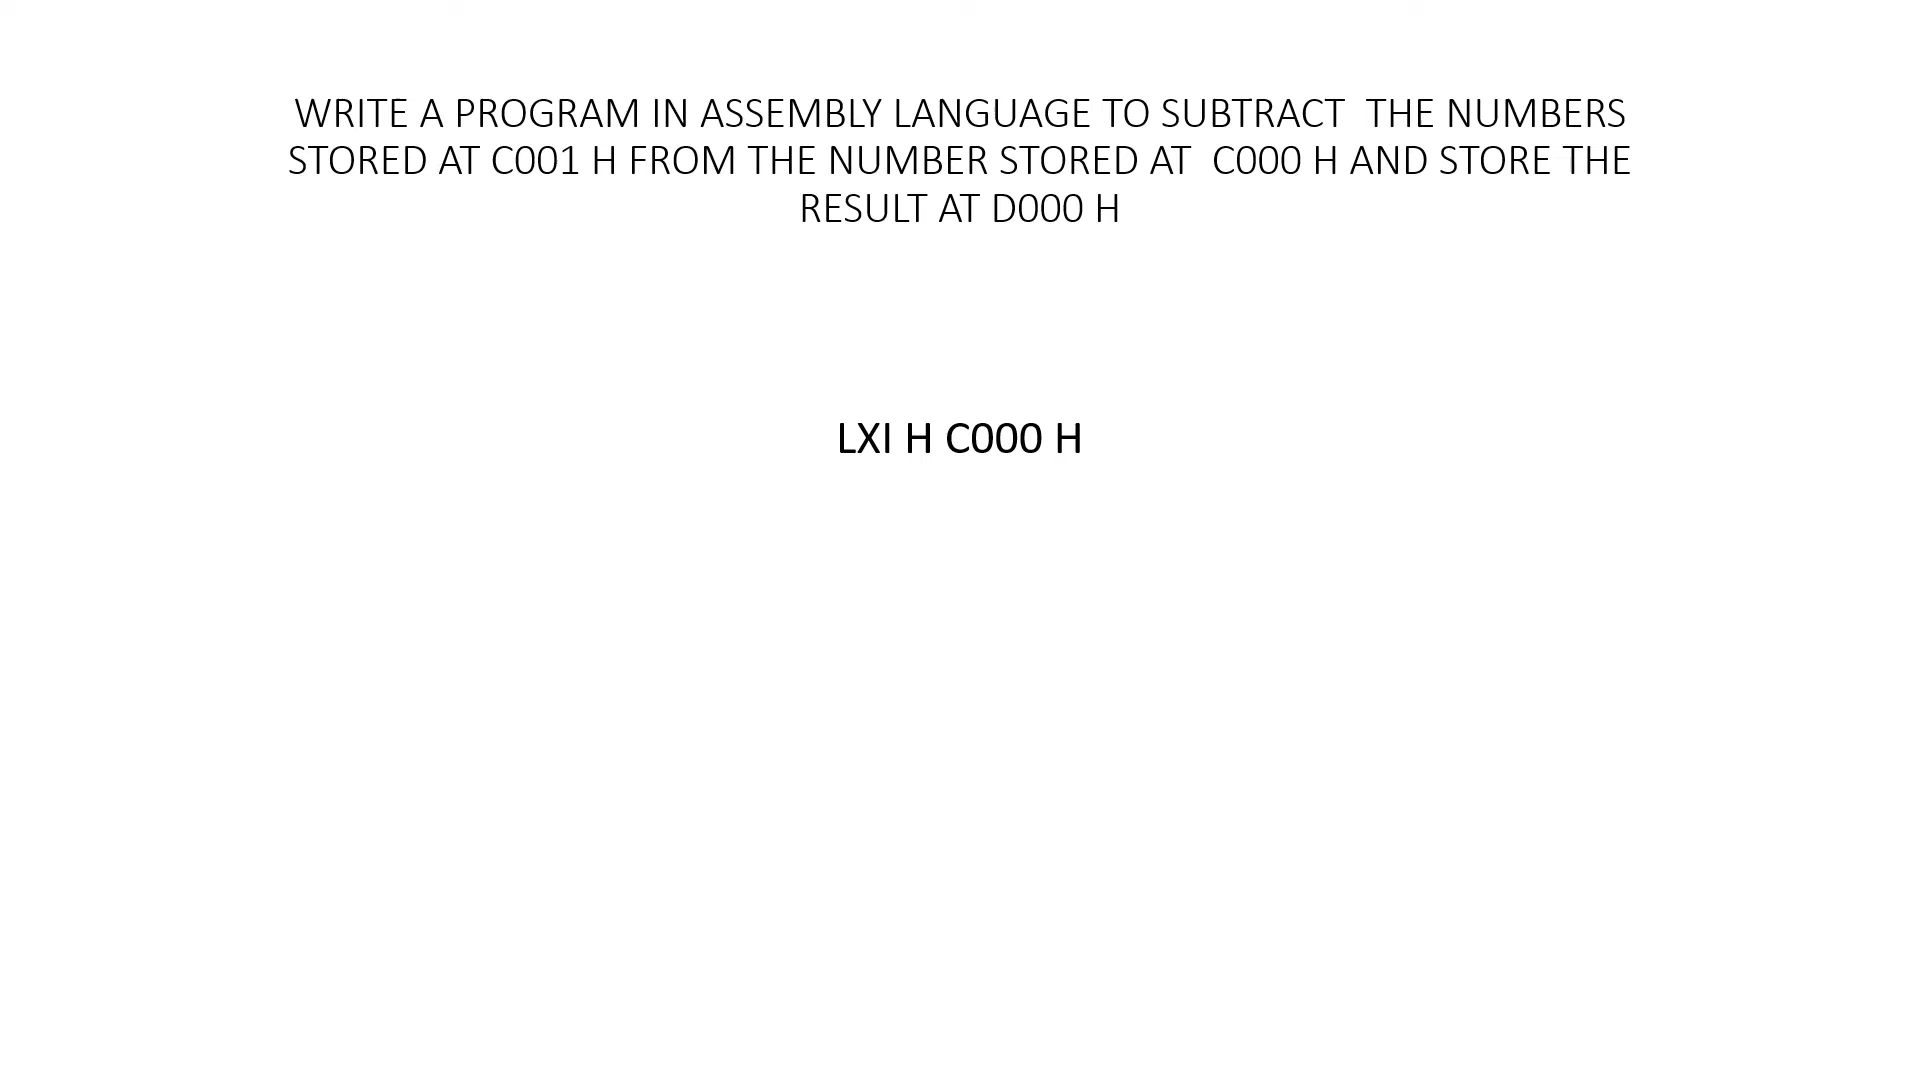 WRITE A PROGRAM IN ASSEMBLY LANGUAGE TO SUBTRACT  THE NUMBERS
STORED AT C001 H FROM THE NUMBER STORED AT  C000 H AND STORE THE
RESULT AT D000 H
LXI H C000 H